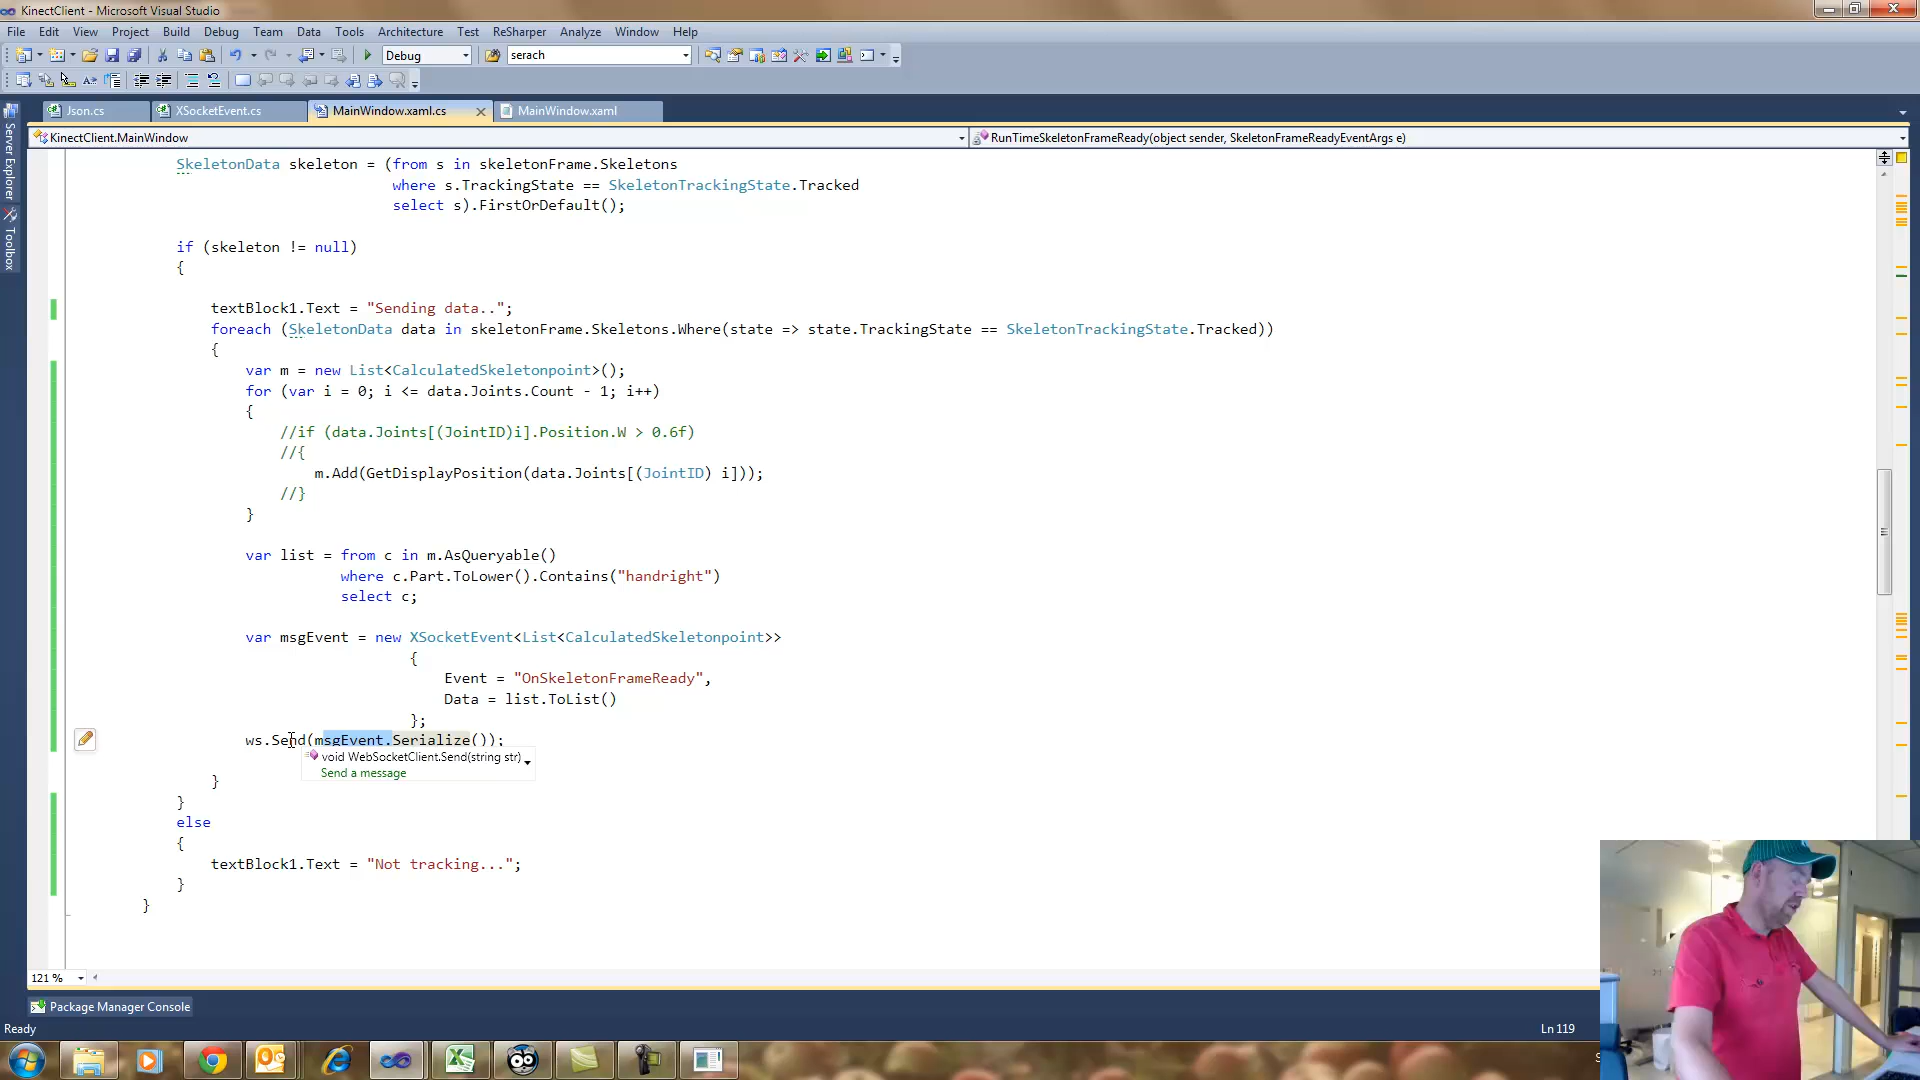 KinectClient - Microsoft Visual Studio
File Edit View Project Build Debug Team Data Tools Architecture Test ReSharper Analyze Window Help
Debug serach
Json.cs XSocketEvent.cs MainWindow.xaml.cs MainWindow.xaml
KinectClient.MainWindow RunTimeSkeletonFrameReady(object sender, SkeletonFrameReadyEventArgs e)
Server Explorer
Toolbox
SkeletonData skeleton = (from s in skeletonFrame.Skeletons
where s.TrackingState == SkeletonTrackingState.Tracked
select s).FirstOrDefault();
if (skeleton != null)
{
textBlock1.Text = "Sending data..";
foreach (SkeletonData data in skeletonFrame.Skeletons.Where(state => state.TrackingState == SkeletonTrackingState.Tracked))
{
var m = new List<CalculatedSkeletonpoint>();
for (var i = 0; i <= data.Joints.Count - 1; i++)
{
//if (data.Joints[(JointID)i].Position.W > 0.6f)
//{
m.Add(GetDisplayPosition(data.Joints[(JointID) i]));
//}
}
var list = from c in m.AsQueryable()
where c.Part.ToLower().Contains("handright")
select c;
var msgEvent = new XSocketEvent<List<CalculatedSkeletonpoint>>
{
Event = "OnSkeletonFrameReady",
Data = list.ToList()
};
ws.Send(msgEvent.Serialize());
void WebSocketClient.Send(string str)
Send a message
}
}
else
{
textBlock1.Text = "Not tracking...";
}
}
121 %
Package Manager Console
Ready Ln 119